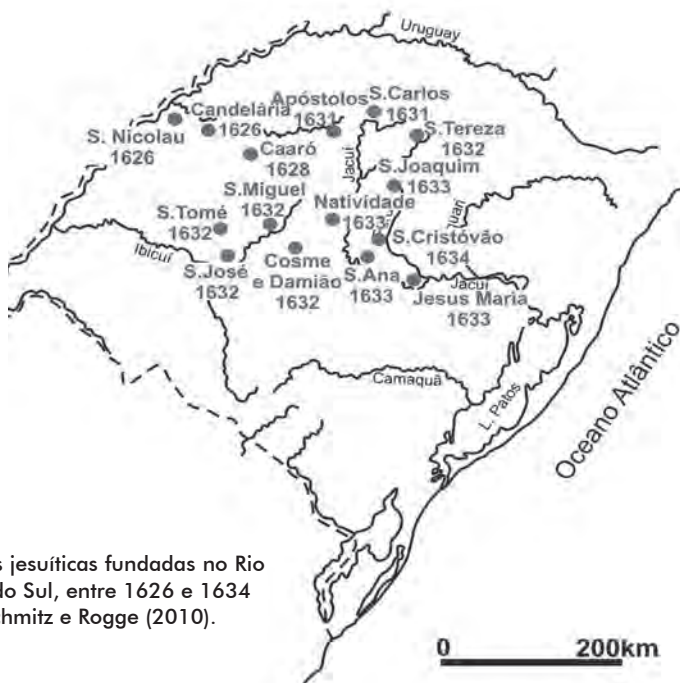 Uruguay
S. Nicolau
1626
Candelária
1626
Apóstolos
1631
S.Carlos
1631
S.Tereza
1632
Caaró
1628
Jacuí
S.Joaquim
1633
S.Miguel
1632
Natividade
1633
S.Tomé
1632
S.Cristóvão
1634
Ibicuí
S.José
1632
Cosme
e Damião
1632
S.Ana
1633
Jacuí
Jesus Maria
1633
Camaquã
L. Patos
Oceano Atlântico
s jesuíticas fundadas no Rio
do Sul, entre 1626 e 1634
chmitz e Rogge (2010).
0 200km